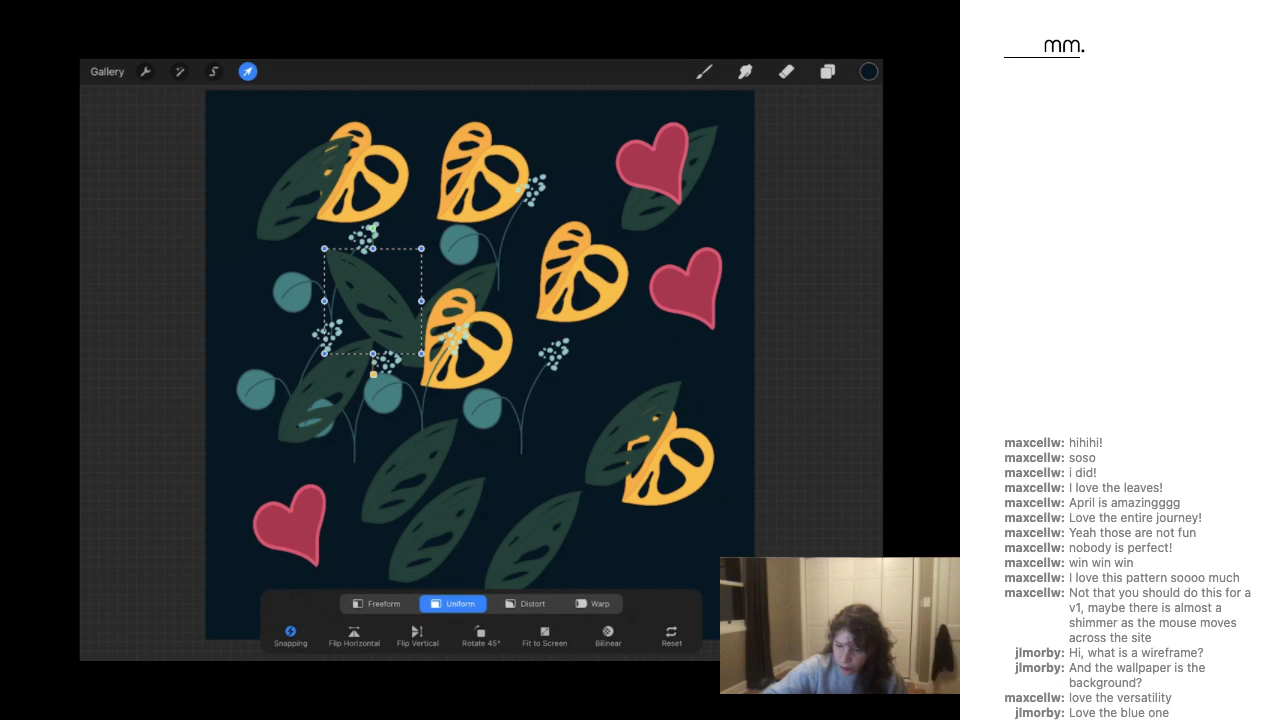 mm.
Gallery
Freeform Uniform Distort Warp
Snapping Flip Horizontal Flip Vertical Rotate 45° Fit to Screen Bilinear Reset
maxcellw: hihihi!
maxcellw: soso
maxcellw: i did!
maxcellw: I love the leaves!
maxcellw: April is amazingggg
maxcellw: Love the entire journey!
maxcellw: Yeah those are not fun
maxcellw: nobody is perfect!
maxcellw: win win win
maxcellw: I love this pattern soooo much
maxcellw: Not that you should do this for a
v1, maybe there is almost a
shimmer as the mouse moves
across the site
jlmorby: Hi, what is a wireframe?
jlmorby: And the wallpaper is the
background?
maxcellw: love the versatility
jlmorby: Love the blue one